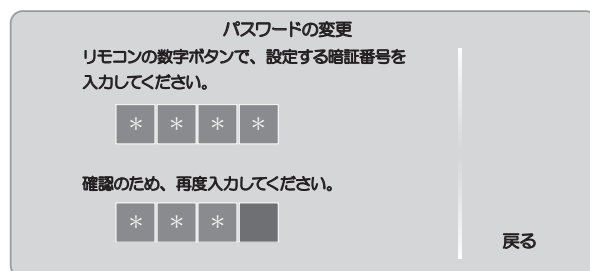 パスワードの変更
リモコンの数字ボタンで、設定する暗証番号を
入力してください。
＊ ＊ ＊ ＊
確認のため、再度入力してください。
＊ ＊ ＊
戻る